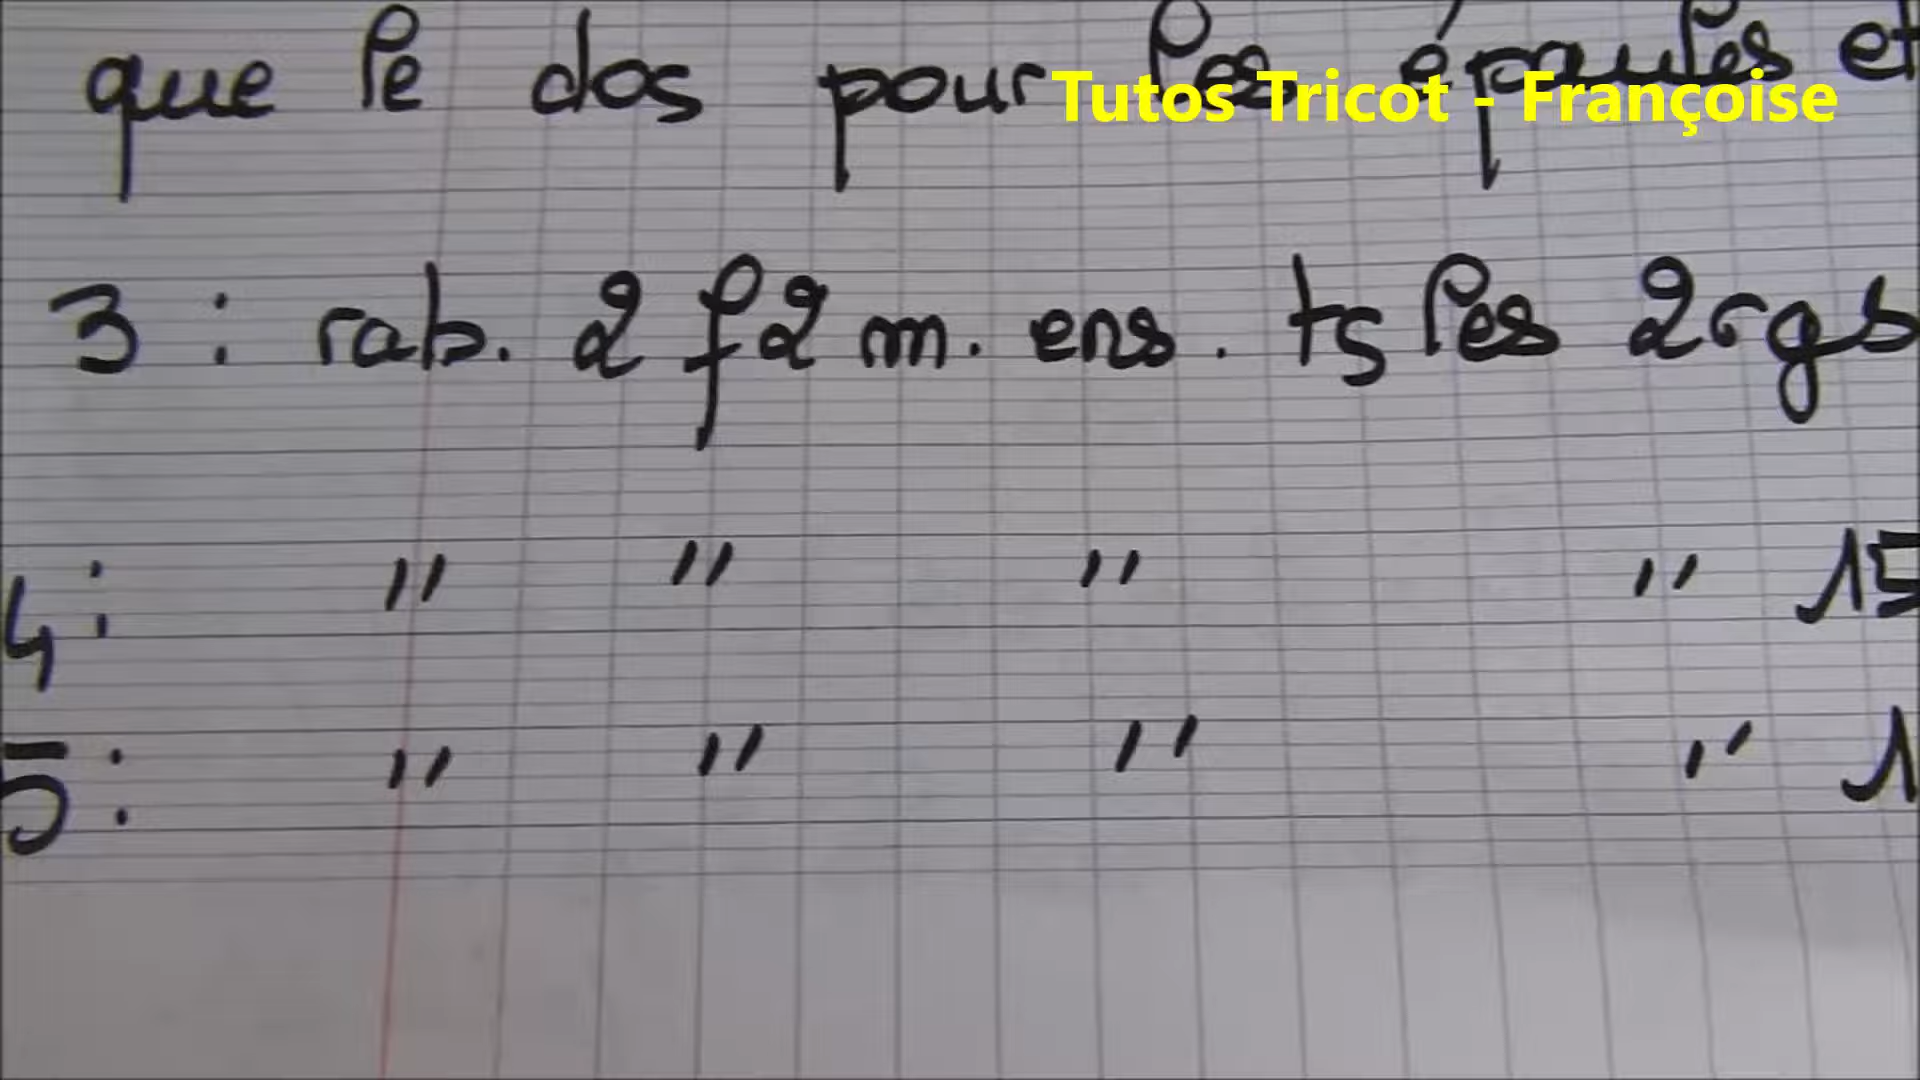 que le dos pour les épaules et
Tutos Tricot - Françoise
3 : rab. 2 f 2 m. ens. ts les 2 rgs
4 : " " " " 15
5 : " " " " 1